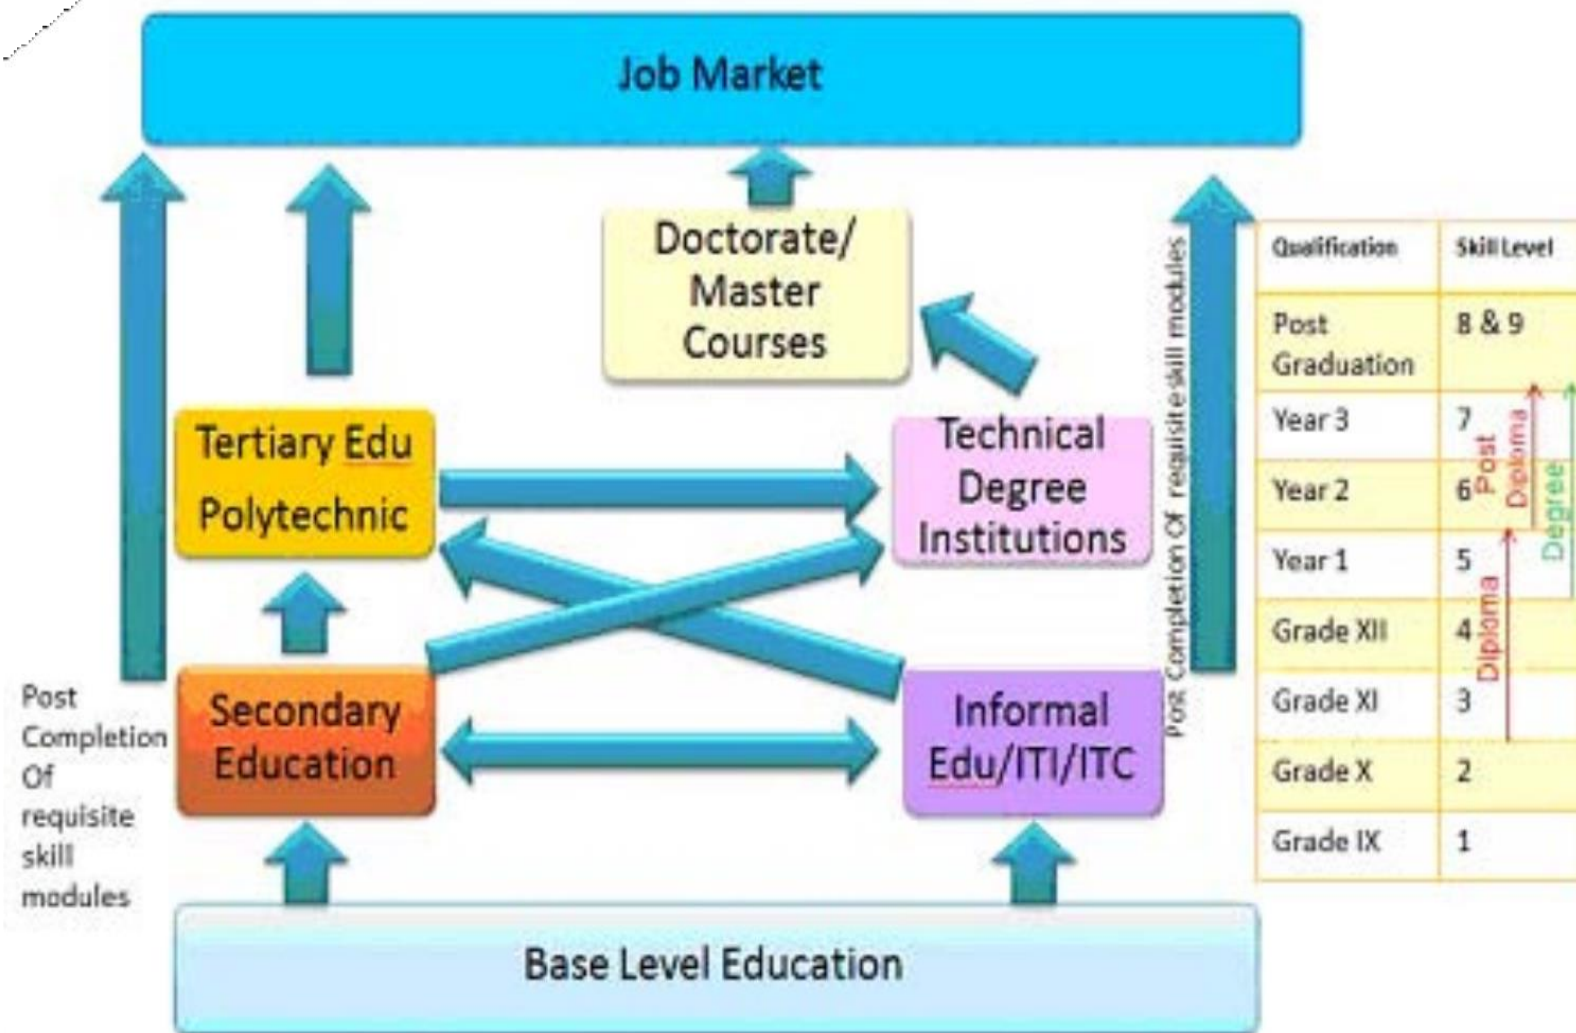 Job Market
Doctorate/
Master
Courses
Tertiary Edu
Polytechnic
Technical
Degree
Institutions
Secondary
Education
Informal
Edu/ITI/ITC
Base Level Education
Post
Completion
Of
requisite
skill
modules
Post Completion Of requisite skill modules
Qualification Skill Level
Post
Graduation 8 & 9
Year 3 7
Year 2 6
Year 1 5
Grade XII 4
Grade XI 3
Grade X 2
Grade IX 1
Post
Diploma
Degree
Diploma